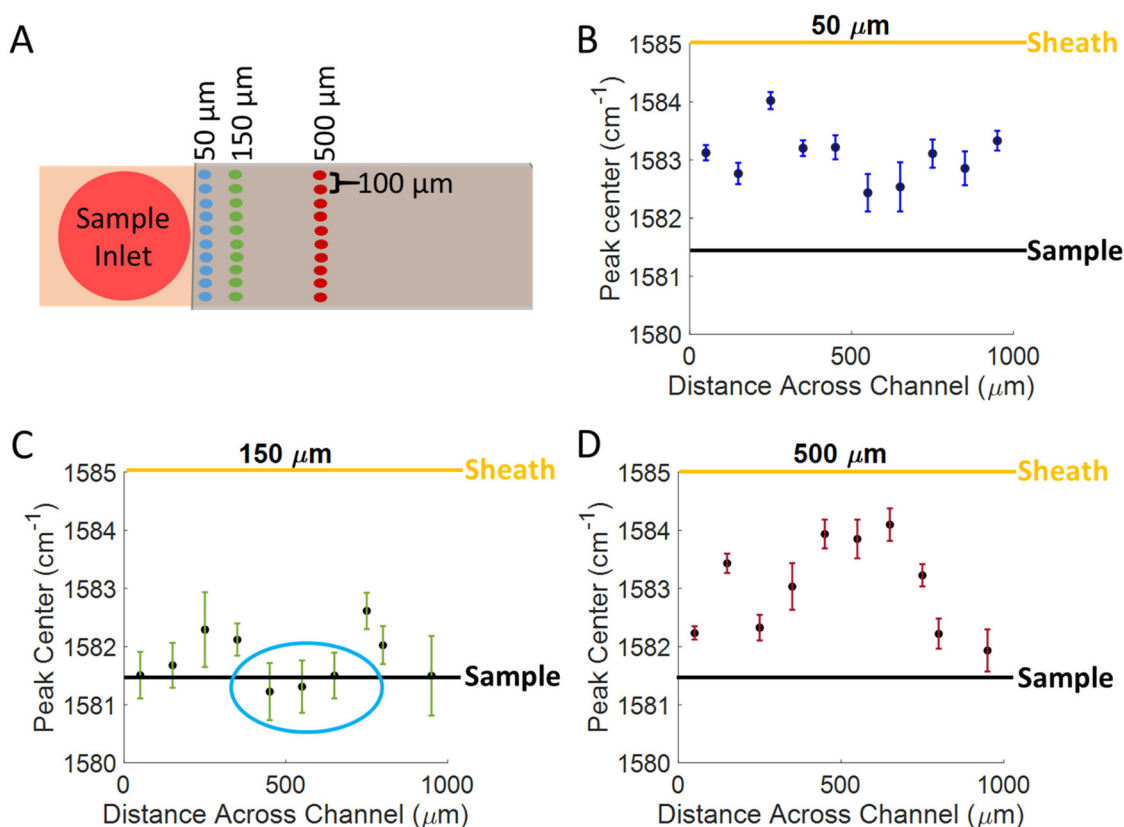 A
50 µm
150 µm
500 µm
100 µm
Sample
Inlet
B
50 µm
Sheath
Sample
Peak center (cm⁻¹)
1585
1584
1583
1582
1581
1580
0
500
1000
Distance Across Channel (µm)
C
150 µm
Sheath
Sample
Peak Center (cm⁻¹)
1585
1584
1583
1582
1581
1580
0
500
1000
Distance Across Channel (µm)
D
500 µm
Sheath
Sample
Peak Center (cm⁻¹)
1585
1584
1583
1582
1581
1580
0
500
1000
Distance Across Channel (µm)